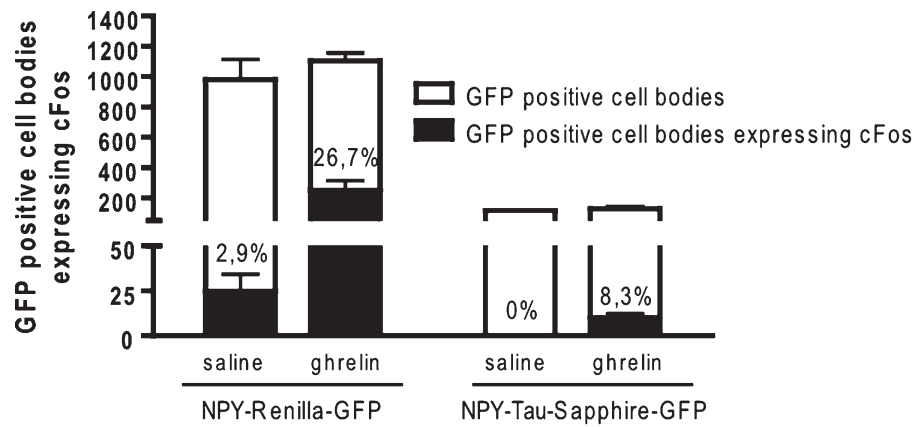 GFP positive cell bodies
expressing cFos
1400
1200
1000
800
600
400
200
50
25
0
GFP positive cell bodies
GFP positive cell bodies expressing cFos
26,7%
2,9%
0%
8,3%
saline
ghrelin
saline
ghrelin
NPY-Renilla-GFP
NPY-Tau-Sapphire-GFP